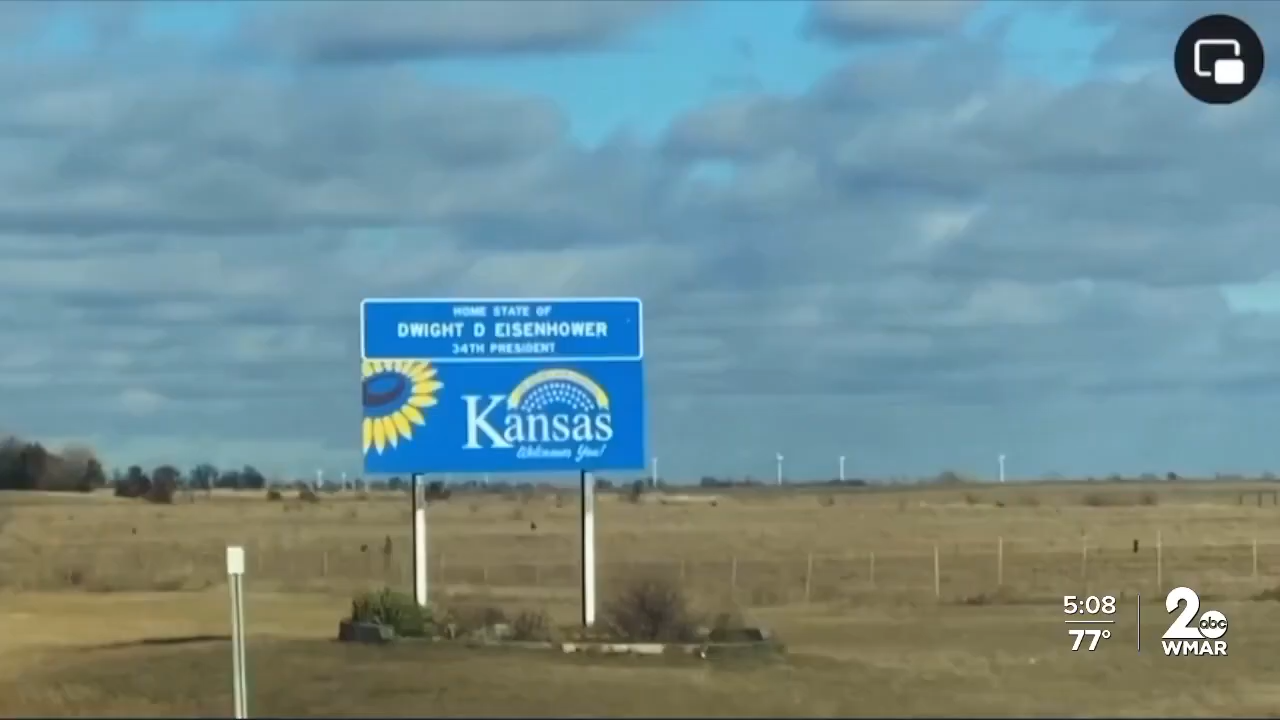 HOME STATE OF
DWIGHT D EISENHOWER
34TH PRESIDENT
Kansas
Welcomes You!
5:08
77°
2 abc
WMAR